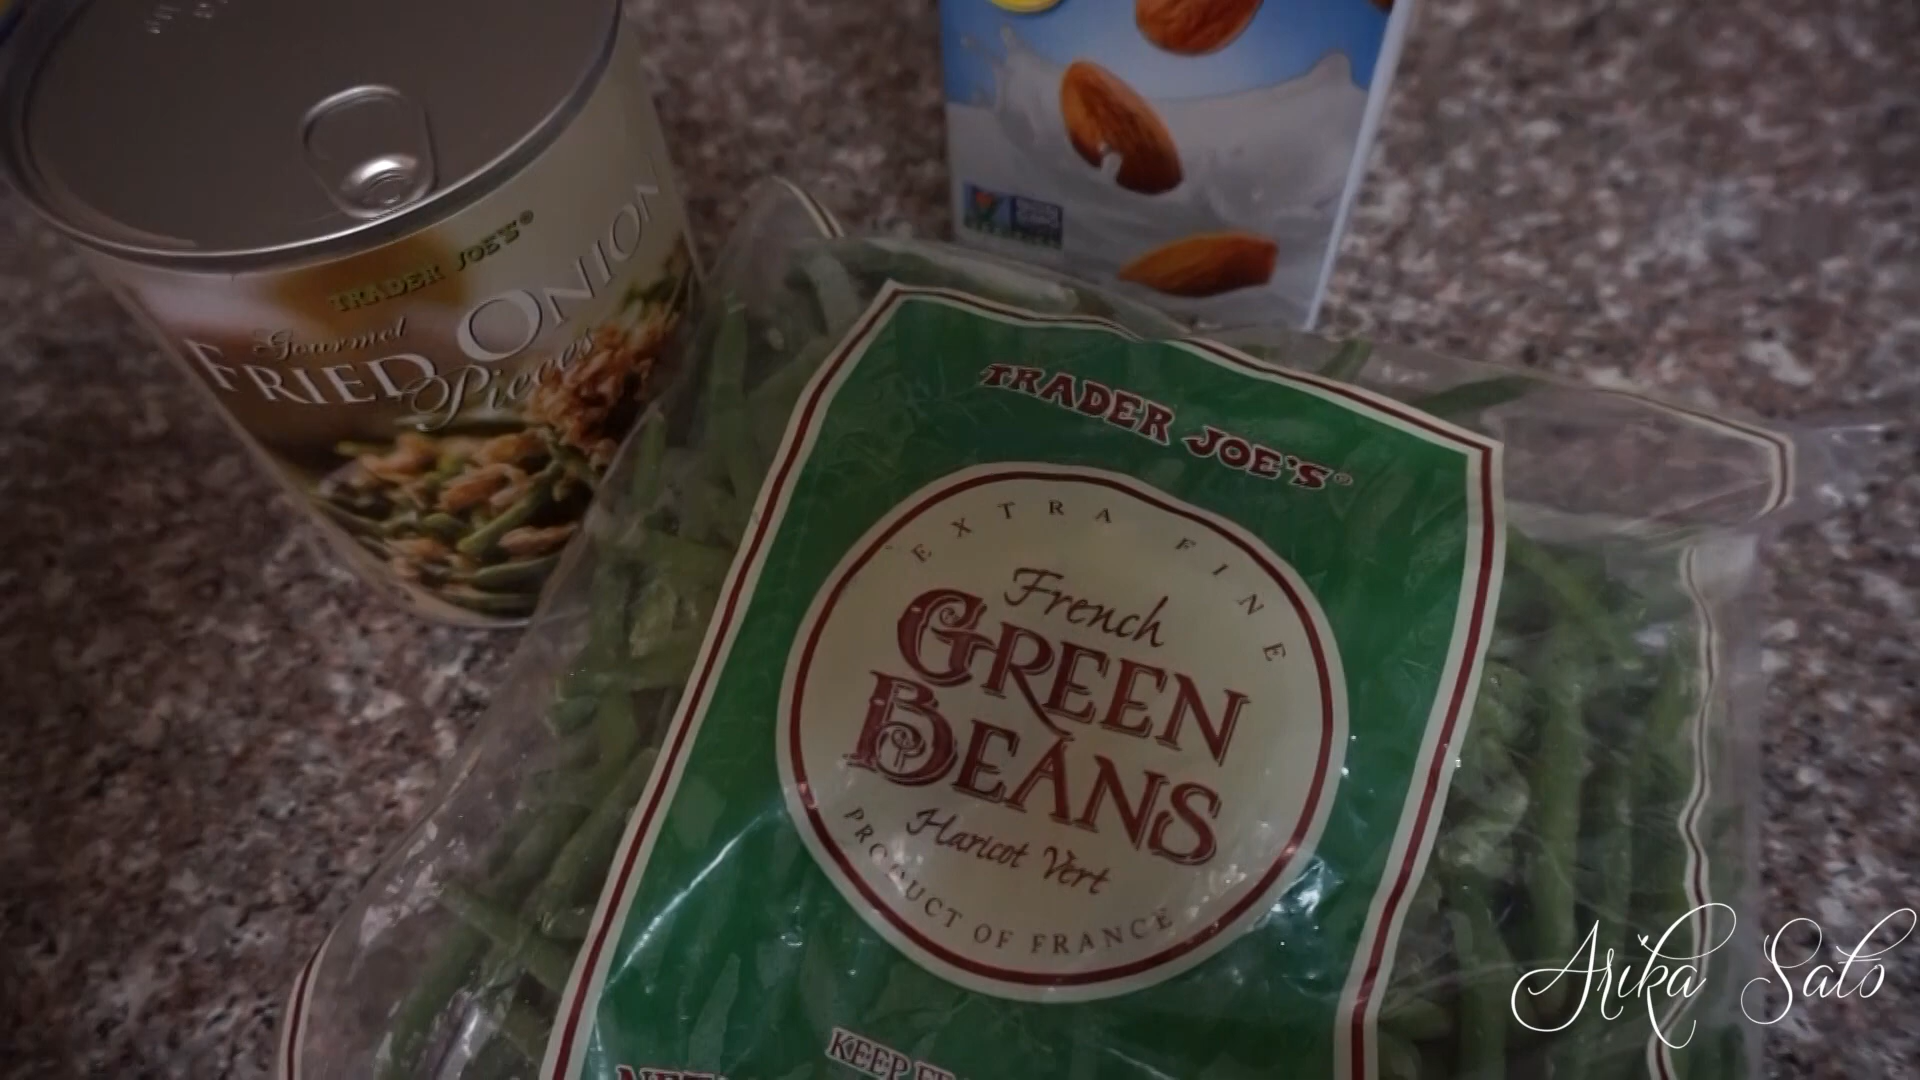 TRADER JOE'S®
Gourmet
FRIED ONION
Pieces
TRADER JOE'S®
EXTRA FINE
French
GREEN
BEANS
Haricot Vert
PRODUCT OF FRANCE
KEEP
Arika Sato